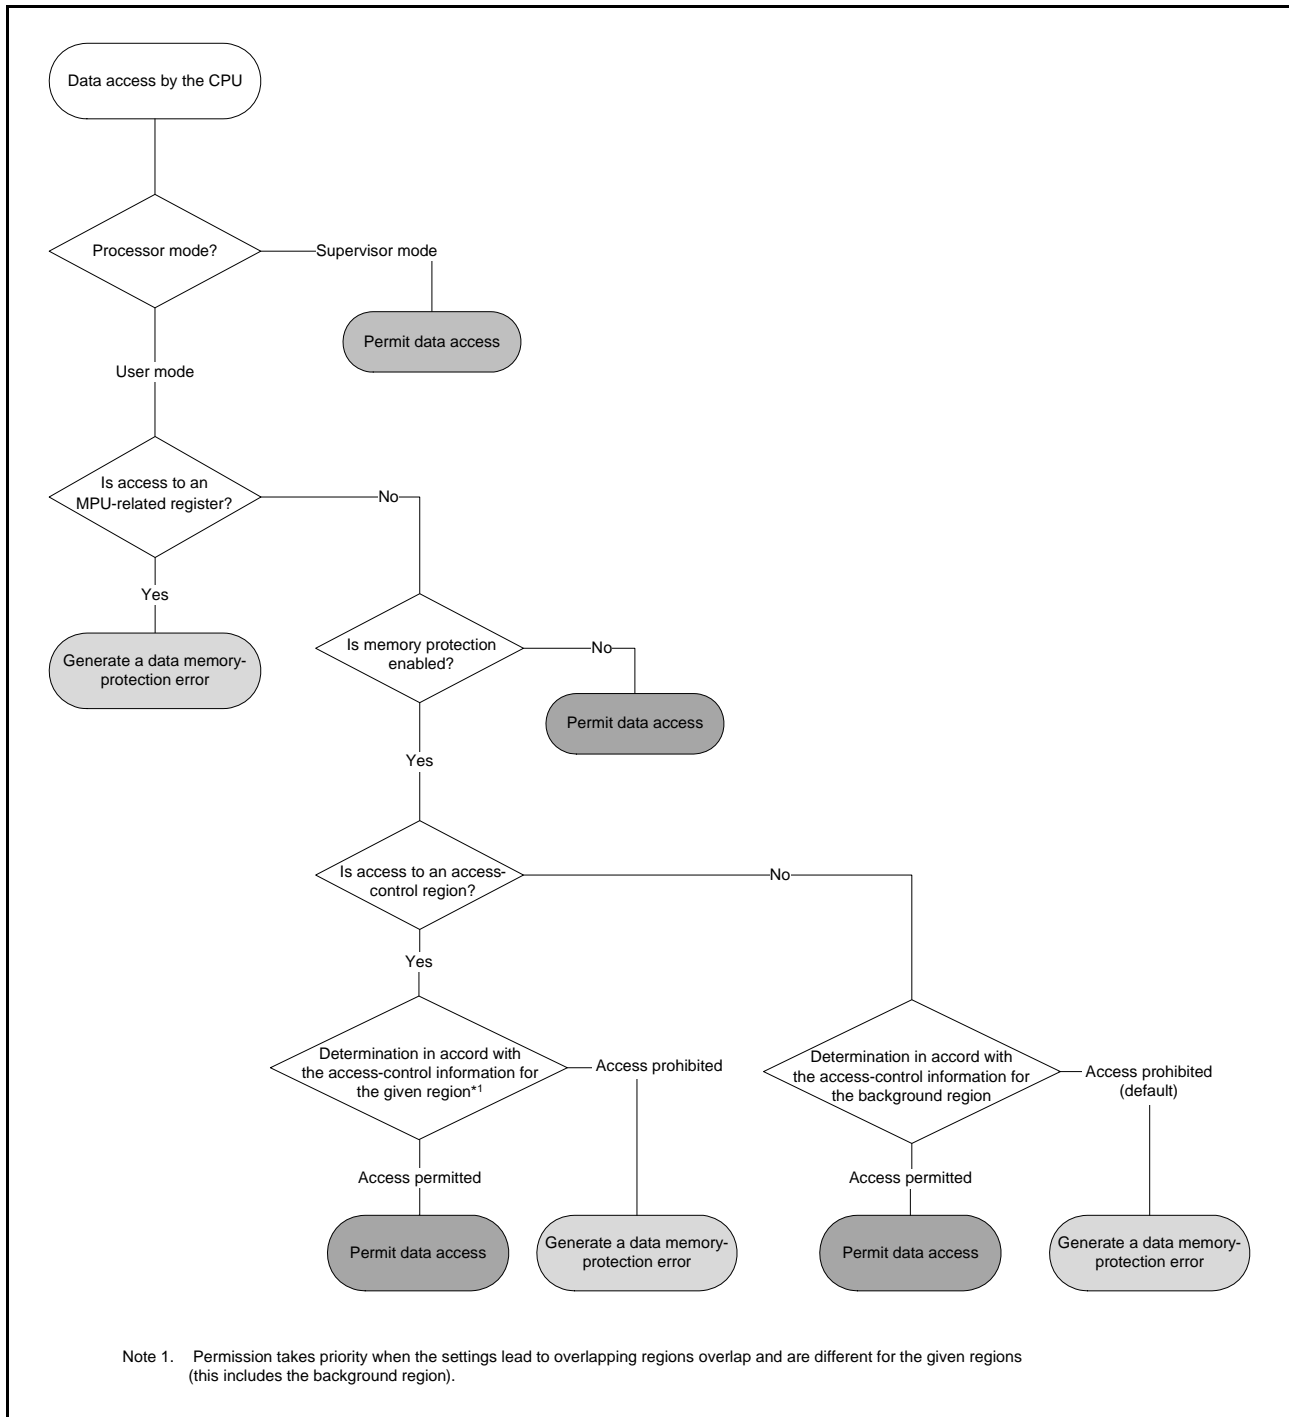 Data access by the CPU
Processor mode?
Supervisor mode
Permit data access
User mode
Is access to an
MPU-related register?
No
Yes
Generate a data memory-
protection error
Is memory protection
enabled?
No
Permit data access
Yes
Is access to an access-
control region?
No
Yes
Determination in accord with
the access-control information for
the given region*1
Access prohibited
Determination in accord with
the access-control information for
the background region
Access prohibited
(default)
Access permitted
Access permitted
Permit data access
Generate a data memory-
protection error
Permit data access
Generate a data memory-
protection error
Note 1. Permission takes priority when the settings lead to overlapping regions overlap and are different for the given regions
(this includes the background region).